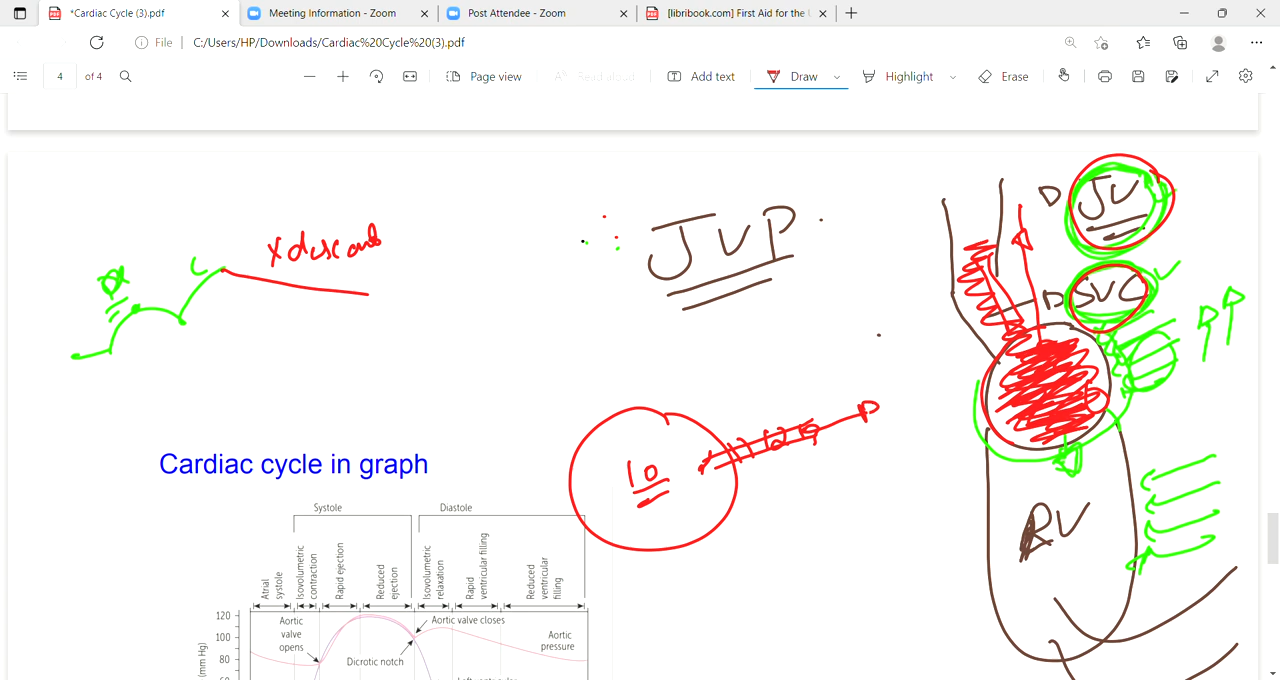 *Cardiac Cycle (3).pdf
Meeting Information - Zoom
Post Attendee - Zoom
[libribook.com] First Aid for the
File
C:/Users/HP/Downloads/Cardiac%20Cycle%20(3).pdf
4 of 4
Page view
Read aloud
Add text
Draw
Highlight
Erase
JVP
JV
SVC
C
X descent
10
RV
Cardiac cycle in graph
Systole
Diastole
Atrial systole
Isovolumetric contraction
Rapid ejection
Reduced ejection
Isovolumetric relaxation
Rapid ventricular filling
Reduced ventricular filling
120
100
80
(mm Hg)
Aortic valve opens
Aortic valve closes
Dicrotic notch
Aortic pressure